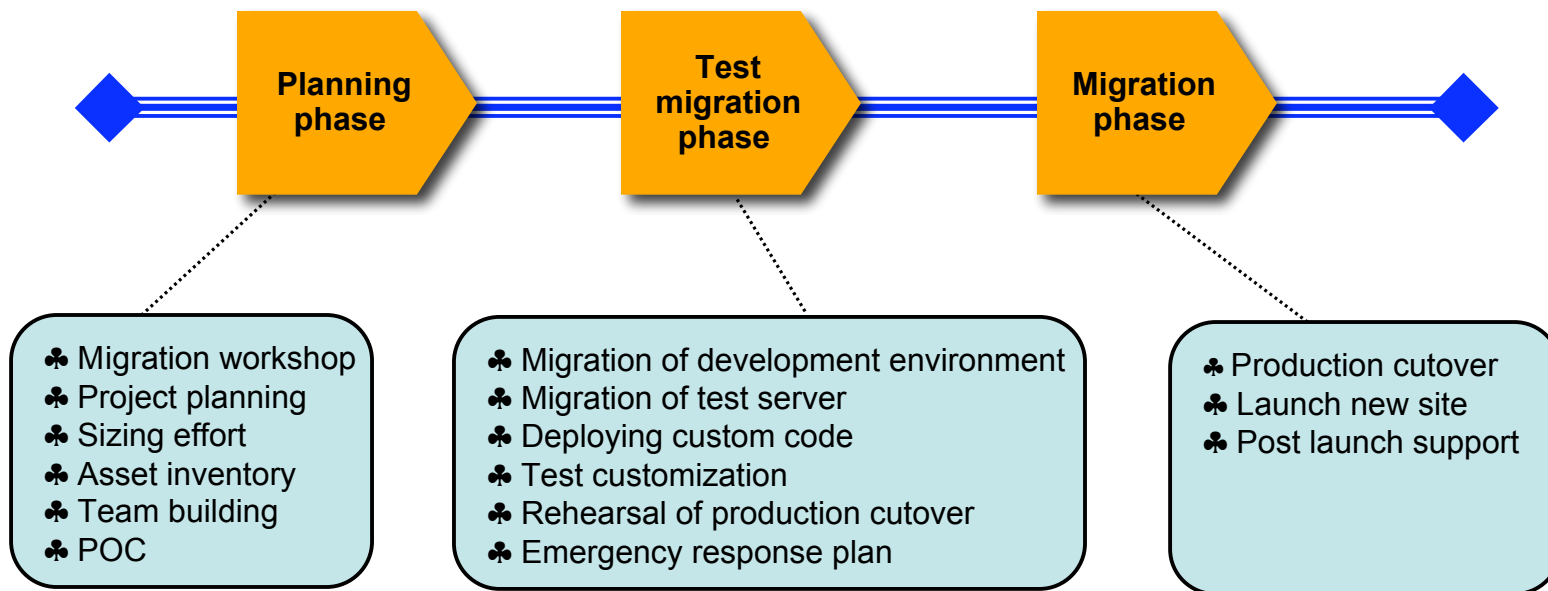 Planning
phase
Test
migration
phase
Migration
phase
♣ Migration workshop
♣ Project planning
♣ Sizing effort
♣ Asset inventory
♣ Team building
♣ POC
♣ Migration of development environment
♣ Migration of test server
♣ Deploying custom code
♣ Test customization
♣ Rehearsal of production cutover
♣ Emergency response plan
♣ Production cutover
♣ Launch new site
♣ Post launch support